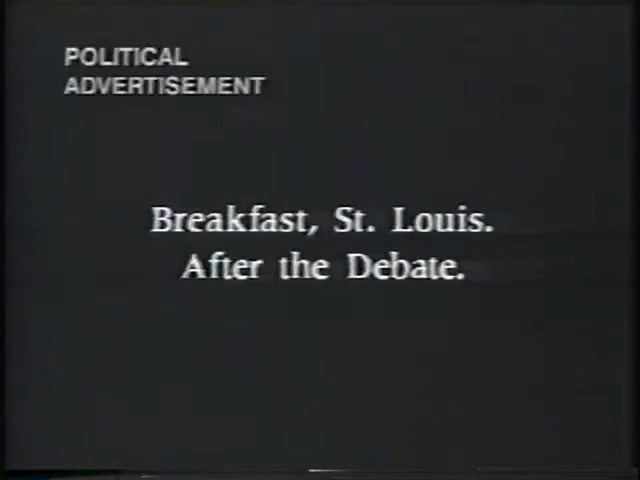 POLITICAL
ADVERTISEMENT
Breakfast, St. Louis.
After the Debate.